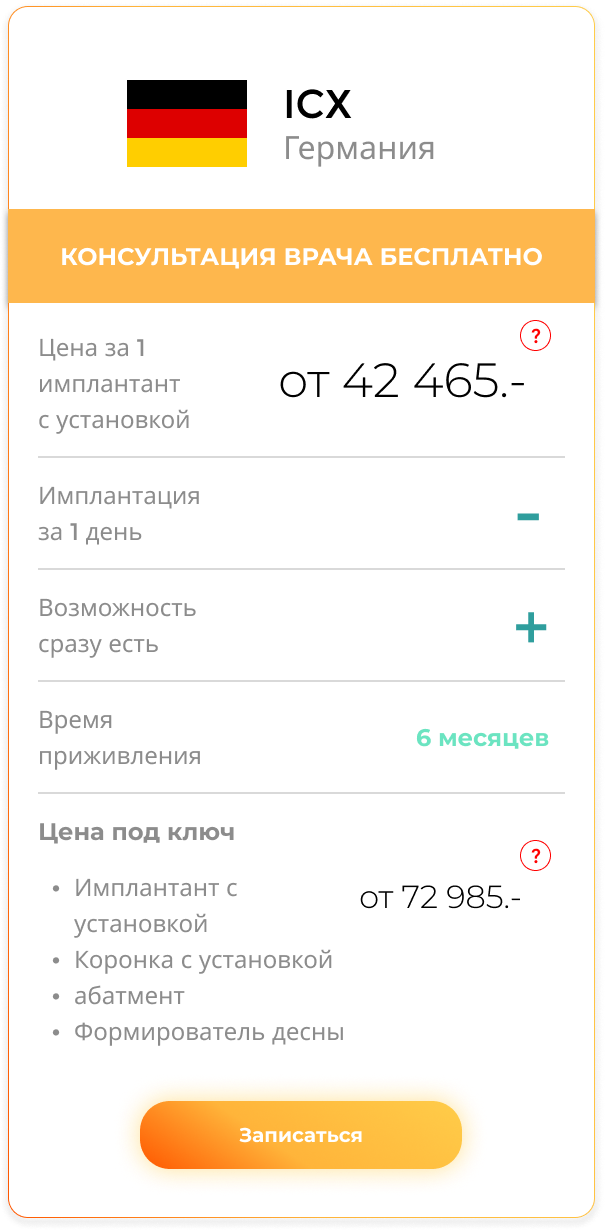 ICX
Германия
КОНСУЛЬТАЦИЯ ВРАЧА БЕСПЛАТНО
Цена за 1
имплантант
с установкой
?
от 42 465.-
Имплантация
за 1 день
-
Возможность
сразу есть
+
Время
приживления
6 месяцев
Цена под ключ
?
• Имплантант с
установкой
от 72 985.-
• Коронка с установкой
• абатмент
• Формирователь десны
Записаться